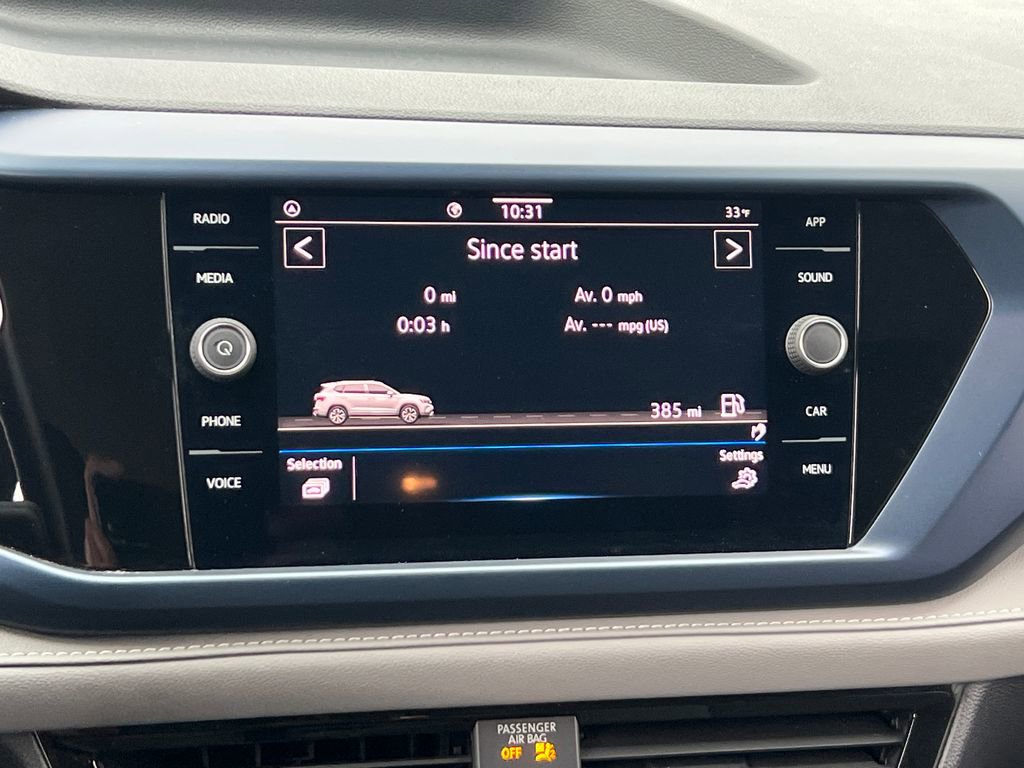 RADIO
MEDIA
PHONE
VOICE
10:31
33°F
<
Since start
>
0 mi
Av. 0 mph
0:03 h
Av. --- mpg (US)
385 mi
Selection
Settings
APP
SOUND
CAR
MENU
PASSENGER
AIR BAG
OFF